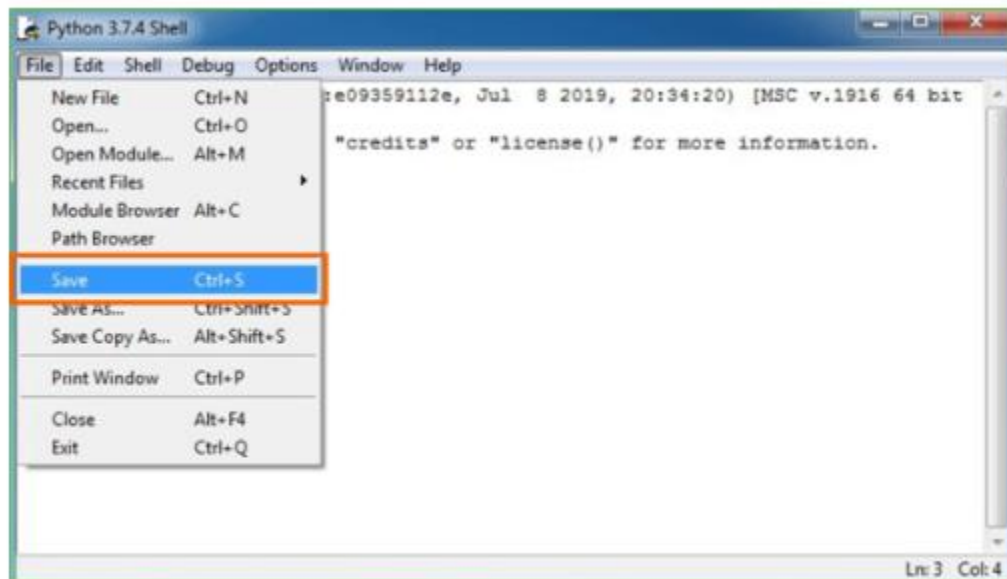 Python 3.7.4 Shell
File Edit Shell Debug Options Window Help
New File Ctrl+N
:e09359112e, Jul 8 2019, 20:34:20) [MSC v.1916 64 bit
Open... Ctrl+O
Open Module... Alt+M
"credits" or "license()" for more information.
Recent Files
Module Browser Alt+C
Path Browser
Save Ctrl+S
Save As... Ctrl+Shift+S
Save Copy As... Alt+Shift+S
Print Window Ctrl+P
Close Alt+F4
Exit Ctrl+Q
Ln: 3 Col: 4